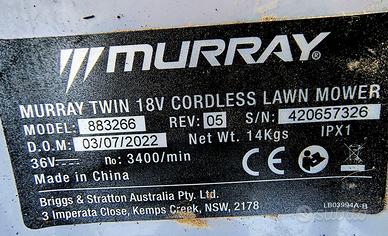 MURRAY®
MURRAY TWIN 18V CORDLESS LAWN MOWER
MODEL: 883266 REV: 05 S/N: 420657326
D.O.M: 03/07/2022 Net Wt. 14Kgs IPX1
36V⎓ n₀: 3400/min
Made in China
Briggs & Stratton Australia Pty. Ltd.
3 Imperata Close, Kemps Creek, NSW, 2178
CE
LB03994A-B
subito